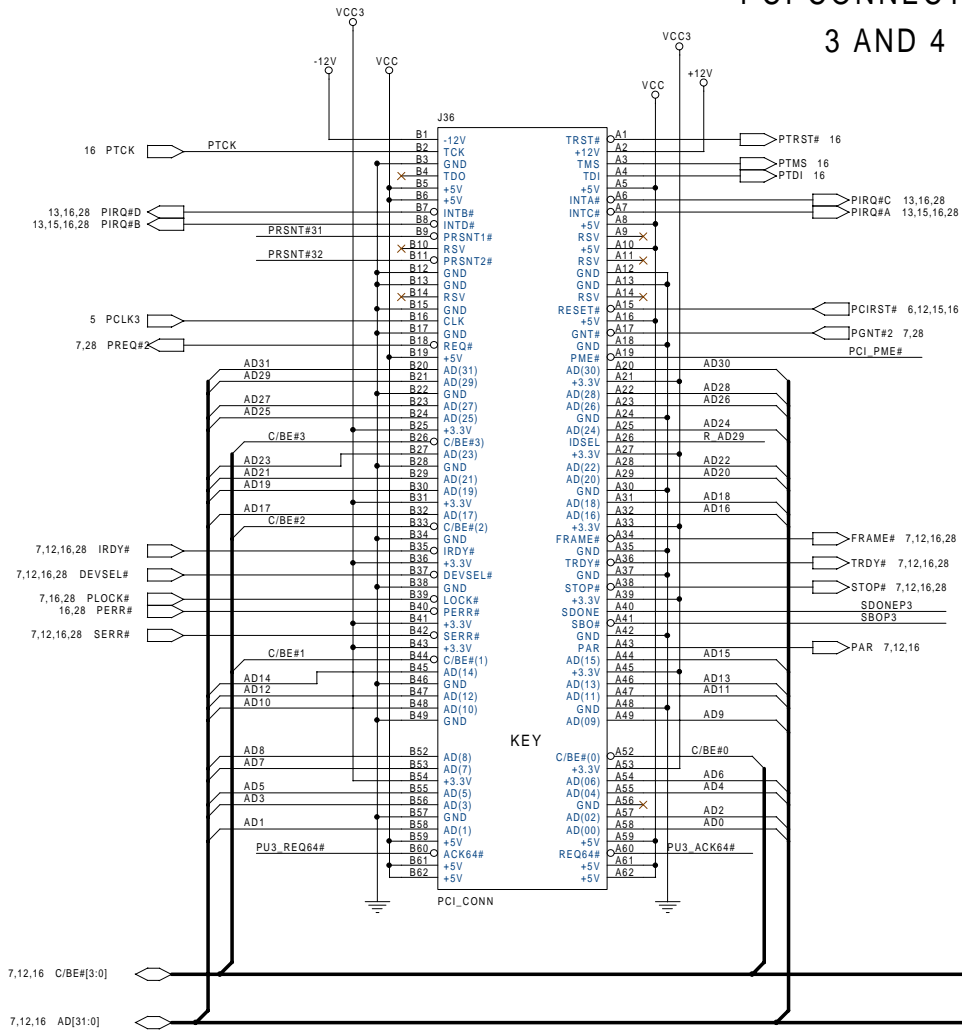 PCI CONNECT
3 AND 4
VCC3
VCC3
-12V VCC
VCC +12V
J36
B1 -12V TRST# A1 PTRST# 16
16 PTCK PTCK B2 TCK +12V A2
B3 GND TMS A3 PTMS 16
B4 TDO TDI A4 PTDI 16
B5 +5V +5V A5
B6 +5V INTA# A6 PIRQ#C 13,16,28
13,16,28 PIRQ#D B7 INTB# INTC# A7 PIRQ#A 13,15,16,28
13,15,16,28 PIRQ#B B8 INTD# +5V A8
PRSNT#31 B9 PRSNT1# RSV A9
B10 RSV +5V A10
PRSNT#32 B11 PRSNT2# RSV A11
B12 GND GND A12
B13 GND GND A13
B14 RSV RSV A14
B15 GND RESET# A15 PCIRST# 6,12,15,16
5 PCLK3 B16 CLK +5V A16
B17 GND GNT# A17 PGNT#2 7,28
7,28 PREQ#2 B18 REQ# GND A18
B19 +5V PME# A19 PCI_PME#
AD31 B20 AD(31) AD(30) A20 AD30
AD29 B21 AD(29) +3.3V A21
B22 GND AD(28) A22 AD28
AD27 B23 AD(27) AD(26) A23 AD26
AD25 B24 AD(25) GND A24
B25 +3.3V AD(24) A25 AD24
C/BE#3 B26 C/BE#3) IDSEL A26 R_AD29
B27 AD(23) +3.3V A27
AD23 B28 GND AD(22) A28 AD22
AD21 B29 AD(21) AD(20) A29 AD20
AD19 B30 AD(19) GND A30
B31 +3.3V AD(18) A31 AD18
AD17 B32 AD(17) AD(16) A32 AD16
C/BE#2 B33 C/BE#(2) +3.3V A33
B34 GND FRAME# A34 FRAME# 7,12,16,28
7,12,16,28 IRDY# B35 IRDY# GND A35
B36 +3.3V TRDY# A36 TRDY# 7,12,16,28
7,12,16,28 DEVSEL# B37 DEVSEL# GND A37
B38 GND STOP# A38 STOP# 7,12,16,28
7,16,28 PLOCK# B39 LOCK# +3.3V A39
16,28 PERR# B40 PERR# SDONE A40 SDONEP3
B41 +3.3V SBO# A41 SBOP3
7,12,16,28 SERR# B42 SERR# GND A42
B43 +3.3V PAR A43 PAR 7,12,16
C/BE#1 B44 C/BE#(1) AD(15) A44 AD15
B45 AD(14) +3.3V A45
AD14 B46 GND AD(13) A46 AD13
AD12 B47 AD(12) AD(11) A47 AD11
AD10 B48 AD(10) GND A48
B49 GND AD(09) A49 AD9
KEY
AD8 B52 AD(8) C/BE#(0) A52 C/BE#0
AD7 B53 AD(7) +3.3V A53
B54 +3.3V AD(06) A54 AD6
AD5 B55 AD(5) AD(04) A55 AD4
AD3 B56 AD(3) GND A56
B57 GND AD(02) A57 AD2
AD1 B58 AD(1) AD(00) A58 AD0
B59 +5V +5V A59
PU3_REQ64# B60 ACK64# REQ64# A60 PU3_ACK64#
B61 +5V +5V A61
B62 +5V +5V A62
PCI_CONN
7,12,16 C/BE#[3:0]
7,12,16 AD[31:0]